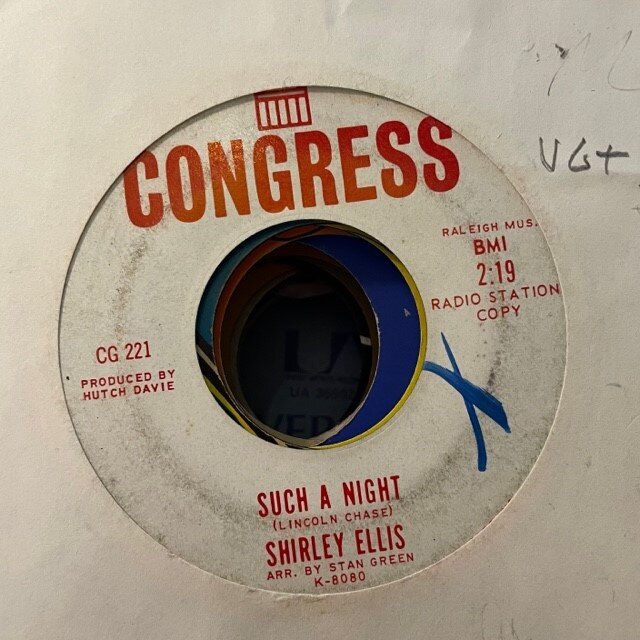 CONGRESS
VG+
RALEIGH MUS.
BMI
2:19
RADIO STATION
COPY
CG 221
PRODUCED BY
HUTCH DAVIE
UA
SUCH A NIGHT
(LINCOLN CHASE)
SHIRLEY ELLIS
ARR. BY STAN GREEN
K-8080